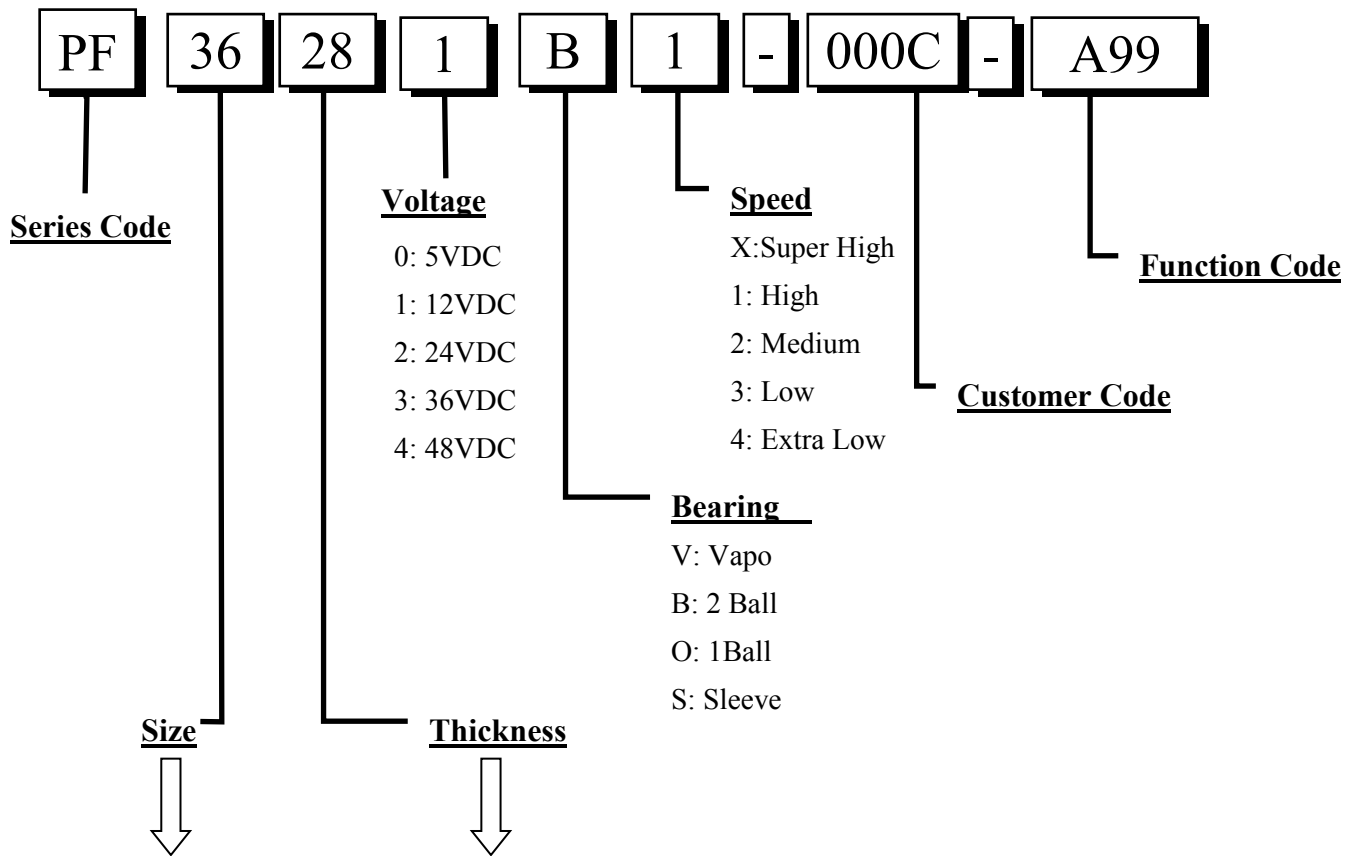 PF 36 28 1 B 1 - 000C - A99
Series Code
Voltage
0: 5VDC
1: 12VDC
2: 24VDC
3: 36VDC
4: 48VDC
Speed
X:Super High
1: High
2: Medium
3: Low
4: Extra Low
Function Code
Customer Code
Bearing
V: Vapo
B: 2 Ball
O: 1Ball
S: Sleeve
Size
Thickness